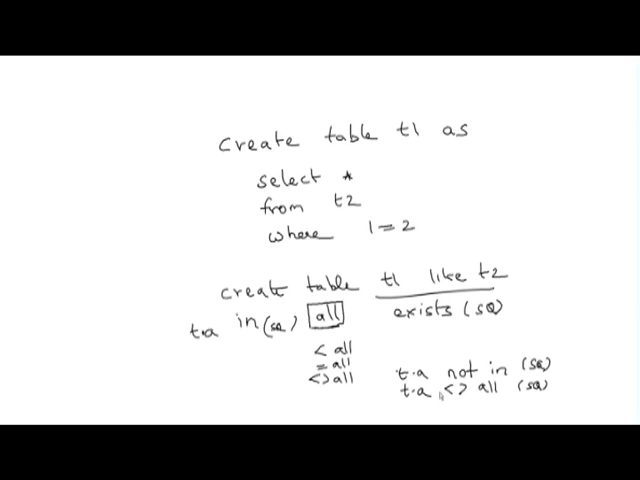 create table t1 as
select *
from t2
where 1=2
create table t1 like t2
t.a in (sq) all exists (SQ)
< all
= all
<> all
t.a not in (SQ)
t.a <> all (SQ)